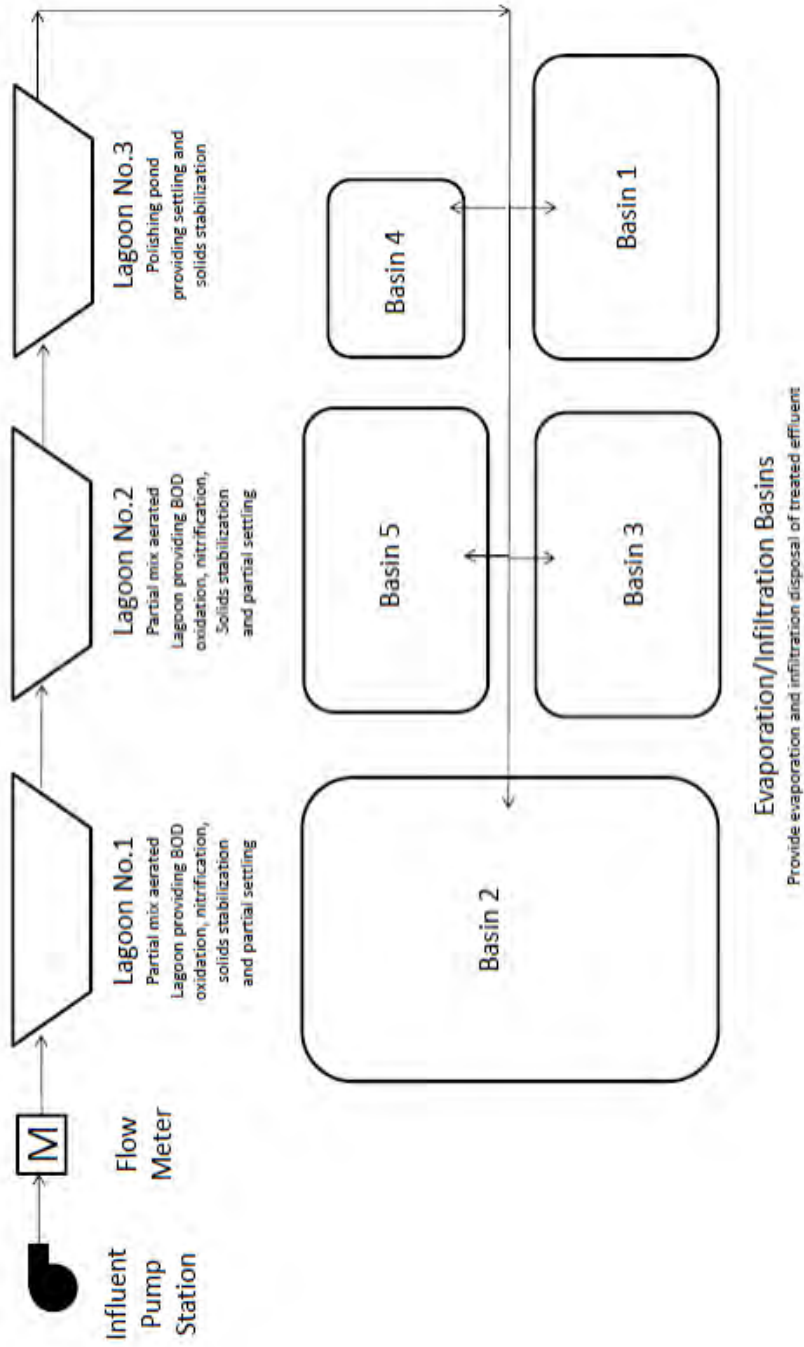 Influent
Pump
Station
M
Flow
Meter
Lagoon No.1
Partial mix aerated
Lagoon providing BOD
oxidation, nitrification,
solids stabilization
and partial settling
Lagoon No.2
Partial mix aerated
Lagoon providing BOD
oxidation, nitrification,
Solids stabilization
and partial settling
Lagoon No.3
Polishing pond
providing settling and
solids stabilization
Basin 2
Basin 5
Basin 4
Basin 3
Basin 1
Evaporation/Infiltration Basins
Provide evaporation and infiltration disposal of treated effluent